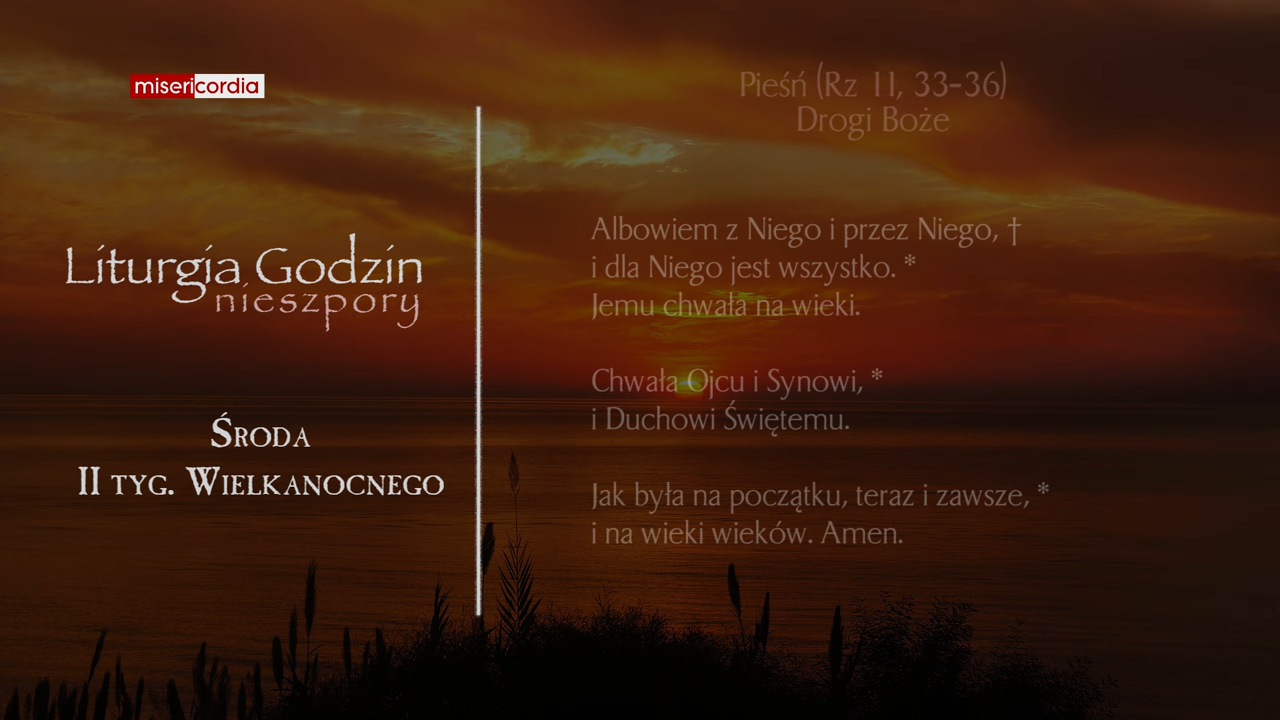 misericordia
Liturgia Godzin
nieszpory
Środa
II tyg. Wielkanocnego
Pieśń (Rz 11, 33-36)
Drogi Boże
Albowiem z Niego i przez Niego, †
i dla Niego jest wszystko. *
Jemu chwała na wieki.
Chwała Ojcu i Synowi, *
i Duchowi Świętemu.
Jak była na początku, teraz i zawsze, *
i na wieki wieków. Amen.